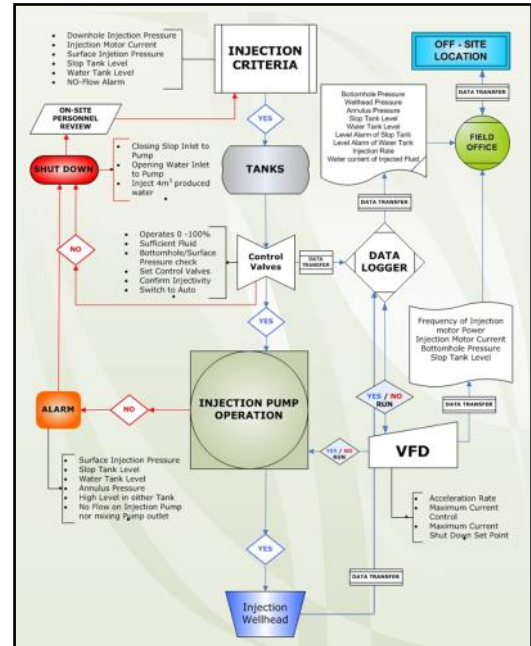 Downhole Injection Pressure
Injection Motor Current
Surface Injetion Pressure
Slop Tank Level
Water Tank Level
NO-Flow Alarm
INJECTION
CRITERIA
OFF - SITE
LOCATION
DATA TRANSFER
ON-SITE
PERSONNEL
REVIEW
YES
Bottomhole Pressure
Wellhead Pressure
Annulus Pressure
Slop Tank Level
Water Tank Level
Level Alarm of Slop Tank
Level Alarm of Water Tank
Injection Rate
Water content of Injected Fluid
FIELD
OFFICE
SHUT DOWN
Closing Slop Inlet to
Pump
Opening Water Inlet
to Pump
Inject 4m³ produced
water
TANKS
DATA TRANSFER
NO
Operates 0 -100%
Sufficient Fluid
Bottomhole/Surface
Pressure check
Set Control Valves
Confirm Injectivity
Switch to Auto
Control
Valves
DATA
TRANSFER
DATA
LOGGER
YES
Frequency of Injection
motor Power
Injection Motor Current
Bottomhole Pressure
Slop Tank Level
ALARM
NO
INJECTION PUMP
OPERATION
YES / NO
RUN
DATA TRANSFER
YES / NO
RUN
VFD
Surface Injection Pressure
Slop Tank Level
Water Tank Level
Annulus Pressure
High Level in either Tank
No Flow on Injection Pump
nor mixing Pump outlet
Acceleration Rate
Maximum Current
Control
Maximum Current
Shut Down Set Point
YES
DATA TRANSFER
Injection
Wellhead